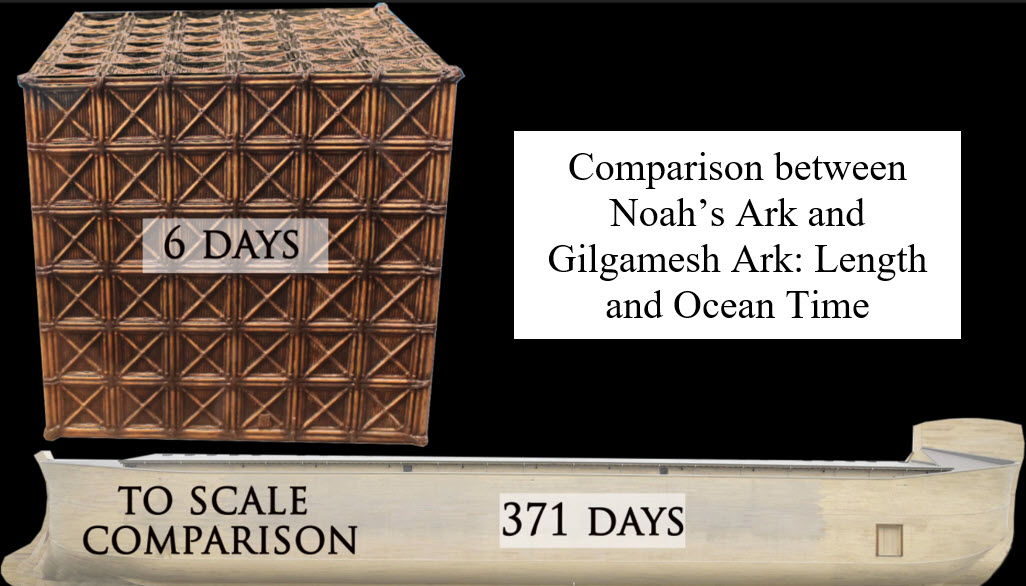 6 DAYS
Comparison between
Noah’s Ark and
Gilgamesh Ark: Length
and Ocean Time
TO SCALE
COMPARISON
371 DAYS